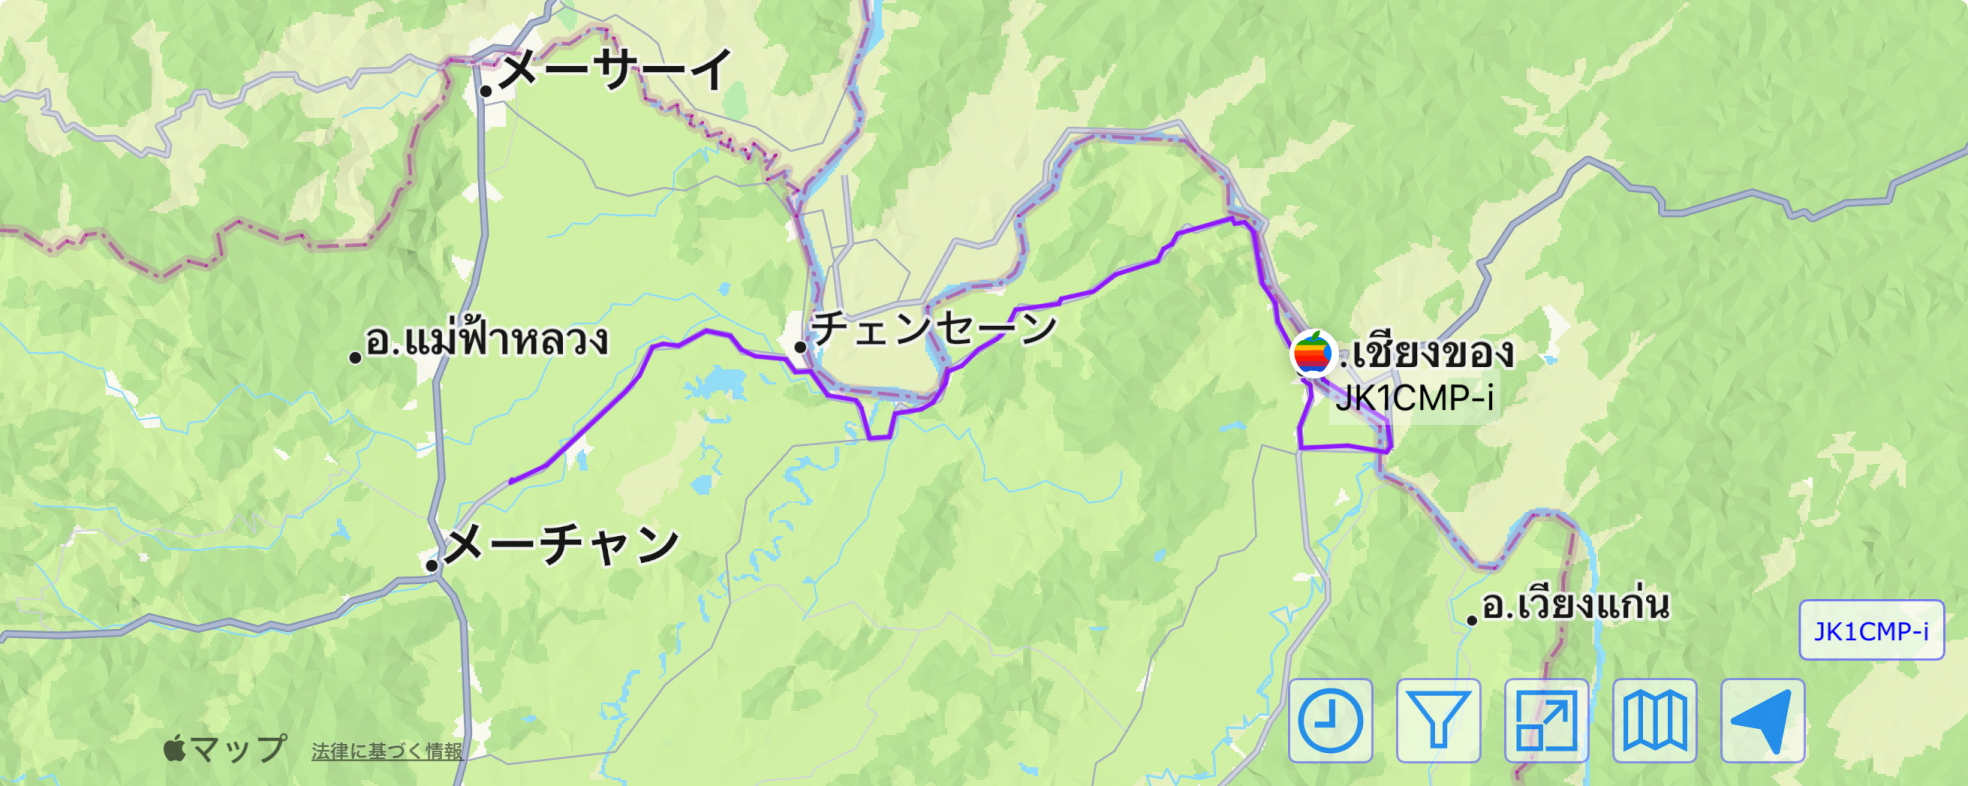 メーサーイ
อ.แม่ฟ้าหลวง
チェンセーン
.เชียงของ
JK1CMP-i
メーチャン
อ.เวียงแก่น
JK1CMP-i
マップ
法律に基づく情報